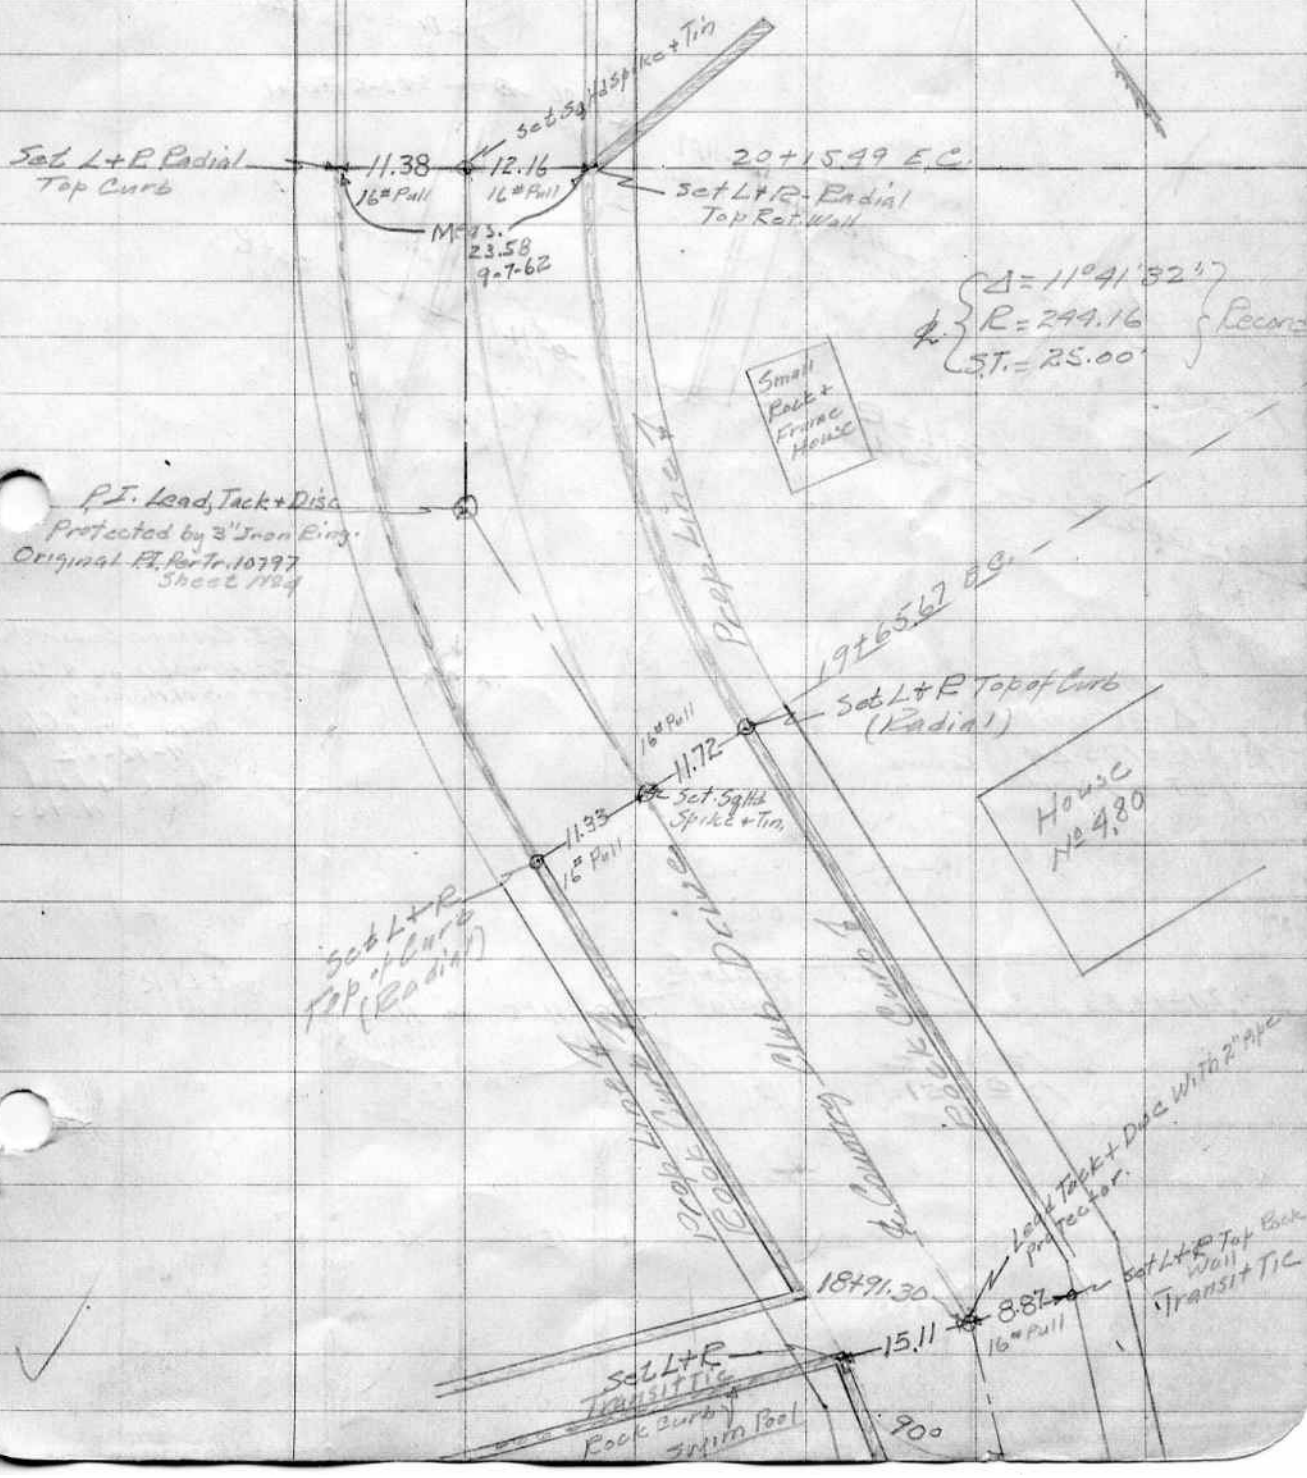 set Sq Hd Spike + Tin
Set L+R Radial
Top Curb
11.38
16# Pull
12.16
16# Pull
20+15.49 E.C.
set L+R-Radial
Top Ret. Wall
Meas.
23.58
9-7-62
Δ = 11°41'32"
R = 244.16
S.T. = 25.00'
℄
Record
Small
Rock +
Frame
House
P.I. Lead, Tack + Disc
Protected by 3" Iron Ring.
Original P.I. Per Tr. 10797
Sheet No 4
Prop. Line
19+65.67 B.C.
Set L+R Top of Curb
(Radial)
16# Pull
11.72
Set Sq Hd
Spike + Tin.
11.33
16# Pull
House
No 480
Set L+R
Top of Curb
(Radial)
Prop Line
Rock Curb
℄ Country Club Drive
Rock Curb
Lead Tack + Disc With 2" Pipe
protector.
18+91.30
set L+R Top Rock
Wall
Transit Tie
8.87
16# Pull
15.11
Set L+R
Transit Tie
Rock Curb
Swim Pool
90°